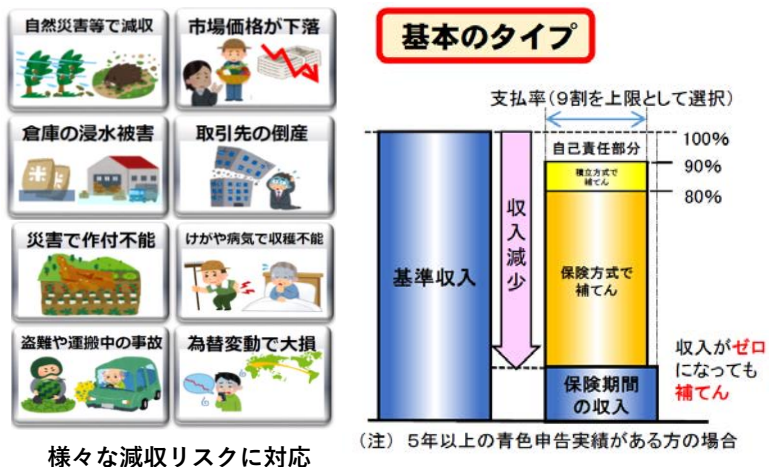 自然災害等で減収
市場価格が下落
倉庫の浸水被害
米
米
取引先の倒産
災害で作付不能
けがや病気で収穫不能
盗難や運搬中の事故
為替変動で大損
様々な減収リスクに対応
基本のタイプ
支払率(9割を上限として選択)
100%
自己責任部分
90%
積立方式で
補てん
80%
収入減少
基準収入
保険方式で
補てん
収入がゼロ
になっても
補てん
保険期間
の収入
(注) 5年以上の青色申告実績がある方の場合